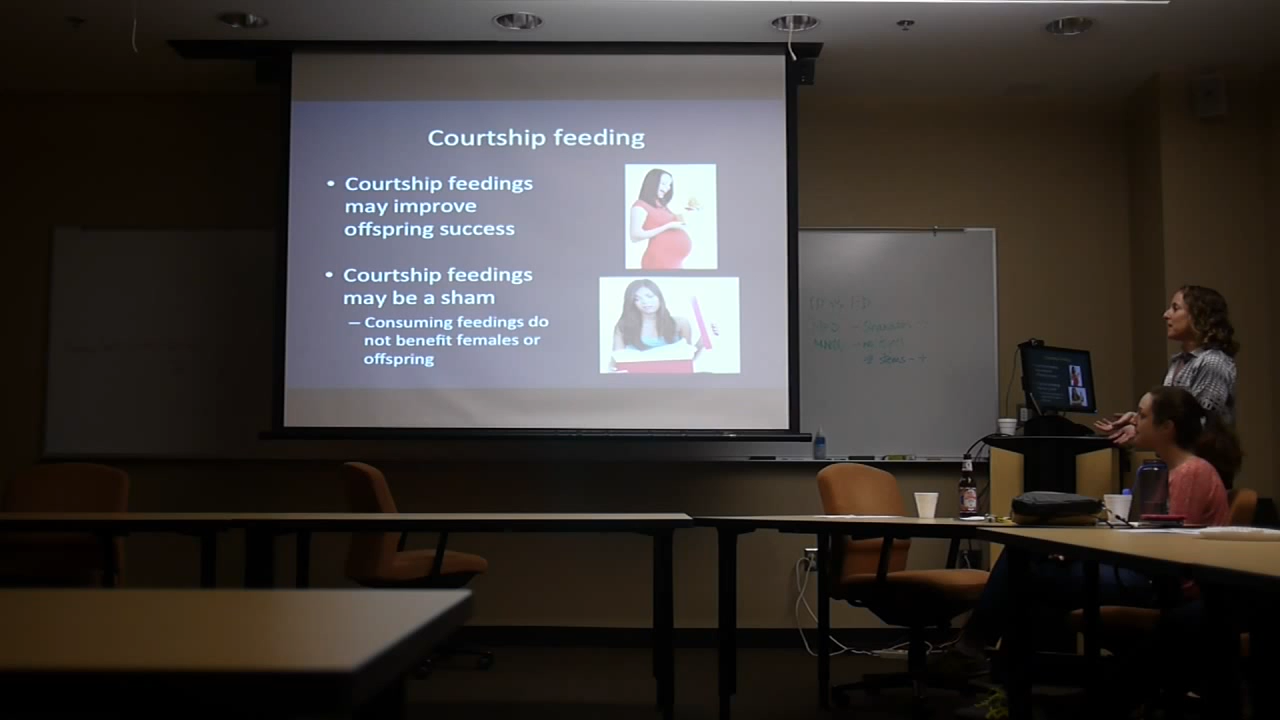 Courtship feeding
• Courtship feedings
may improve
offspring success
• Courtship feedings
may be a sham
– Consuming feedings do
not benefit females or
offspring